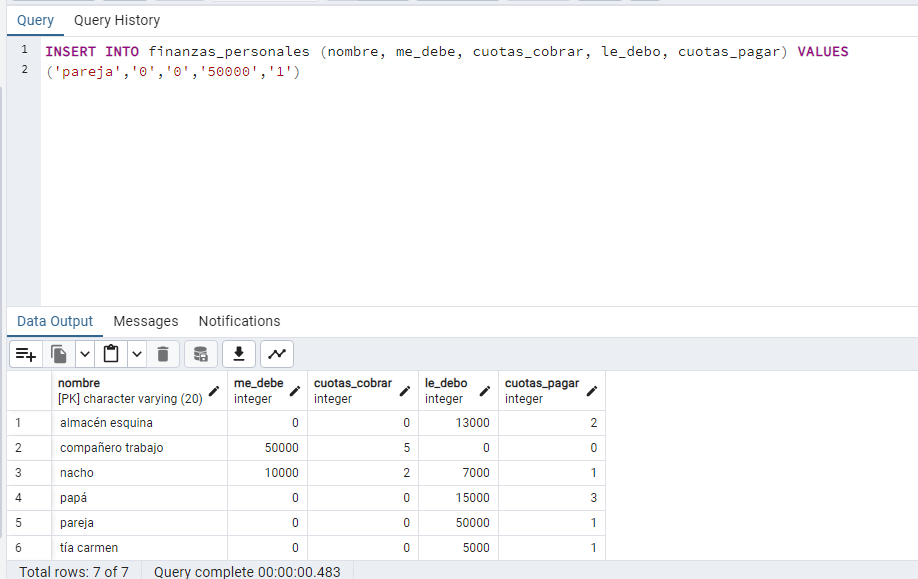 Query Query History
1 INSERT INTO finanzas_personales (nombre, me_debe, cuotas_cobrar, le_debo, cuotas_pagar) VALUES
2 ('pareja','0','0','50000','1')
Data Output Messages Notifications
nombre me_debe cuotas_cobrar le_debo cuotas_pagar
[PK] character varying (20) integer integer integer integer
1 almacén esquina 0 0 13000 2
2 compañero trabajo 50000 5 0 0
3 nacho 10000 2 7000 1
4 papá 0 0 15000 3
5 pareja 0 0 50000 1
6 tía carmen 0 0 5000 1
Total rows: 7 of 7 Query complete 00:00:00.483